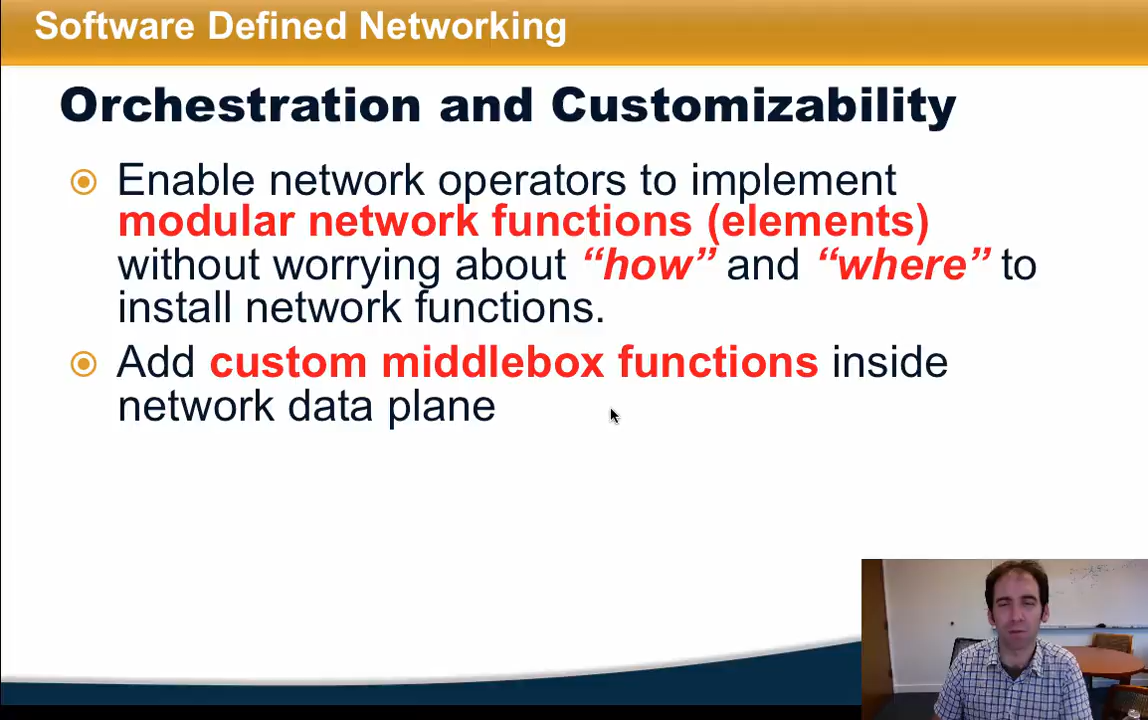 Software Defined Networking
Orchestration and Customizability
Enable network operators to implement
modular network functions (elements)
without worrying about “how” and “where” to
install network functions.
Add custom middlebox functions inside
network data plane